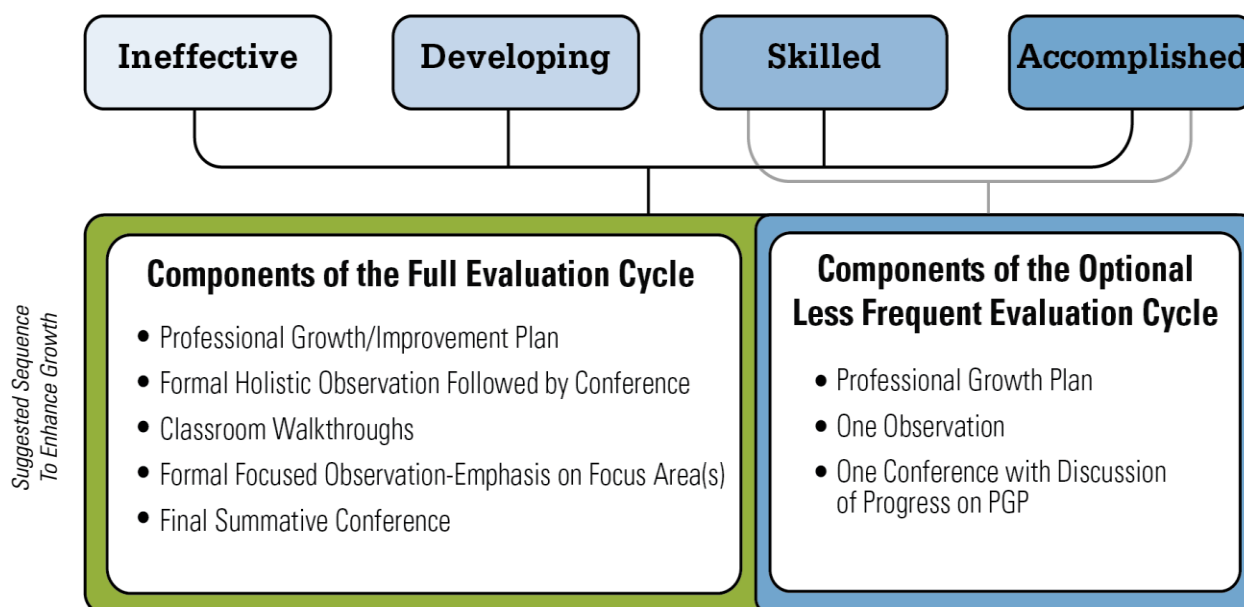 Ineffective
Developing
Skilled
Accomplished
Suggested Sequence
To Enhance Growth
Components of the Full Evaluation Cycle
• Professional Growth/Improvement Plan
• Formal Holistic Observation Followed by Conference
• Classroom Walkthroughs
• Formal Focused Observation-Emphasis on Focus Area(s)
• Final Summative Conference
Components of the Optional
Less Frequent Evaluation Cycle
• Professional Growth Plan
• One Observation
• One Conference with Discussion
of Progress on PGP